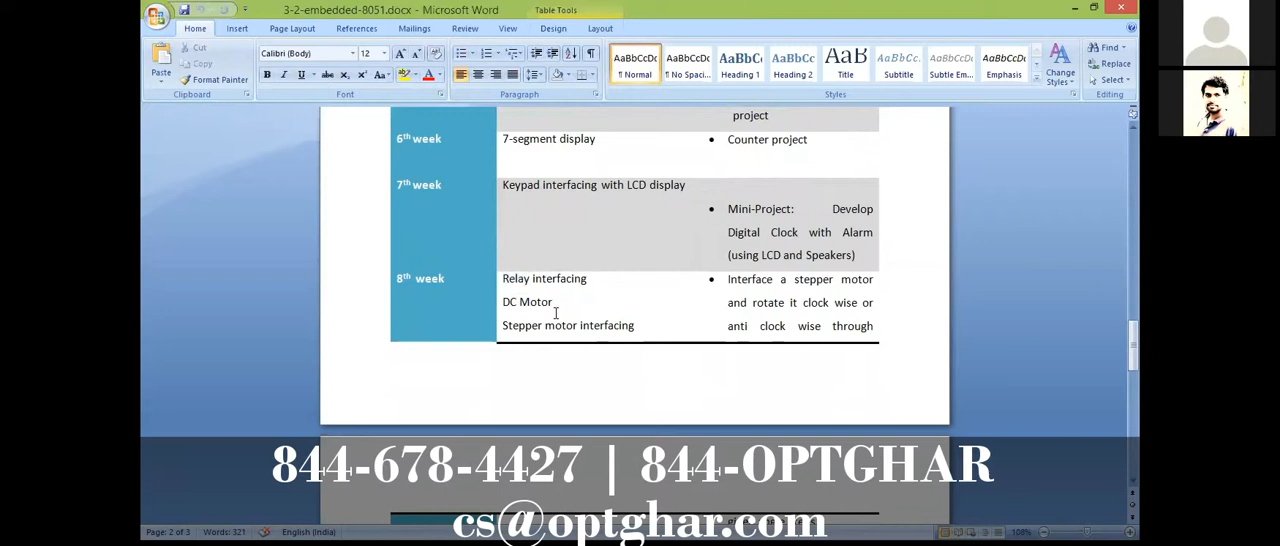 3-2-embedded-8051.docx - Microsoft Word
Table Tools
Home Insert Page Layout References Mailings Review View Design Layout
Paste
Cut
Copy
Format Painter
Clipboard
Calibri (Body) 12
Font
Paragraph
AaBbCcDc AaBbCcDc AaBbCc AaBbCc AaB AaBbCc. AaBbCcDc AaBbCcDc
¶ Normal ¶ No Spaci... Heading 1 Heading 2 Title Subtitle Subtle Em... Emphasis
Styles
Change Styles
Find
Replace
Select
Editing
project
6th week 7-segment display • Counter project
7th week Keypad interfacing with LCD display
• Mini-Project: Develop
Digital Clock with Alarm
(using LCD and Speakers)
8th week Relay interfacing • Interface a stepper motor
DC Motor and rotate it clock wise or
Stepper motor interfacing anti clock wise through
844-678-4427 | 844-OPTGHAR
cs@optghar.com
Page: 2 of 3 Words: 321 English (India) 108%